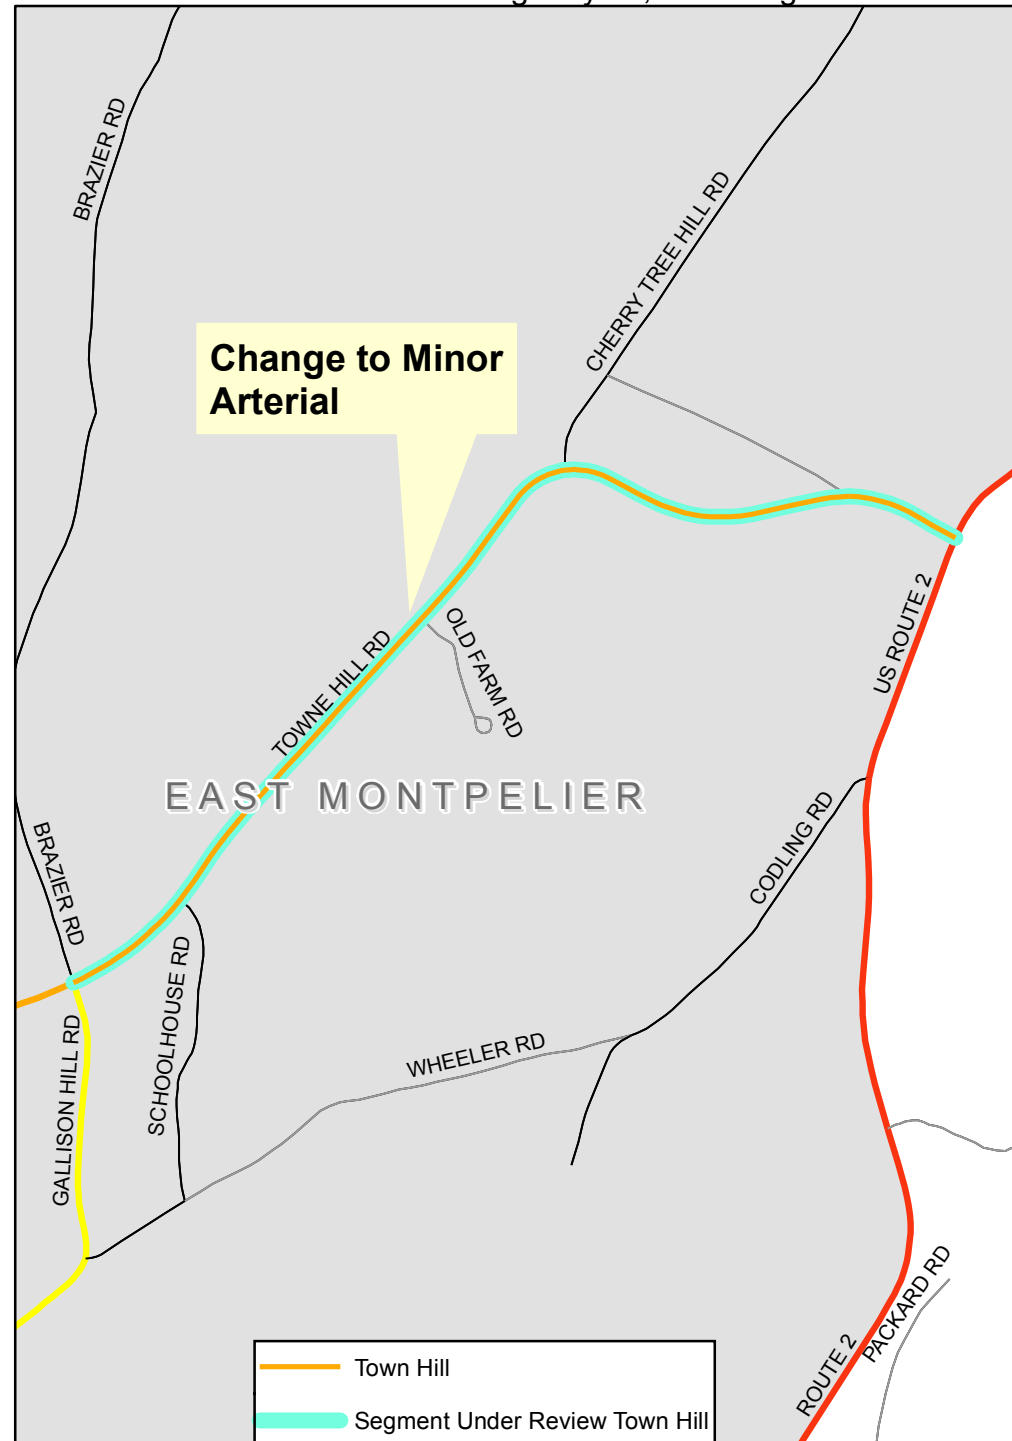 BRAZIER RD
CHERRY TREE HILL RD
Change to Minor
Arterial
US ROUTE 2
OLD FARM RD
TOWNE HILL RD
EAST MONTPELIER
CODLING RD
BRAZIER RD
SCHOOLHOUSE RD
GALLISON HILL RD
WHEELER RD
PACKARD RD
ROUTE 2
Town Hill
Segment Under Review Town Hill